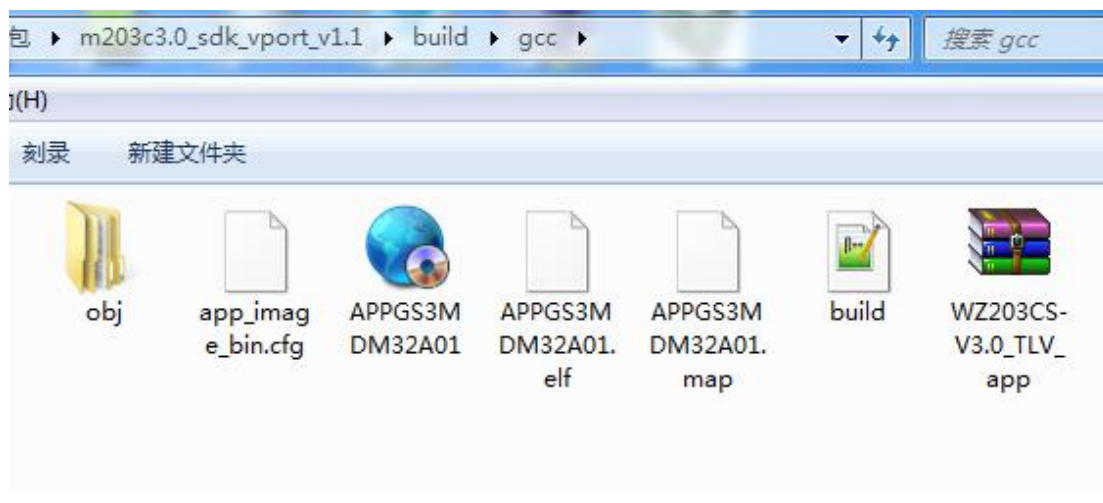 包 ▸ m203c3.0_sdk_vport_v1.1 ▸ build ▸ gcc ▸
搜索 gcc
(H)
刻录 新建文件夹
obj
app_imag
e_bin.cfg
APPGS3M
DM32A01
APPGS3M
DM32A01.
elf
APPGS3M
DM32A01.
map
build
WZ203CS-
V3.0_TLV_
app